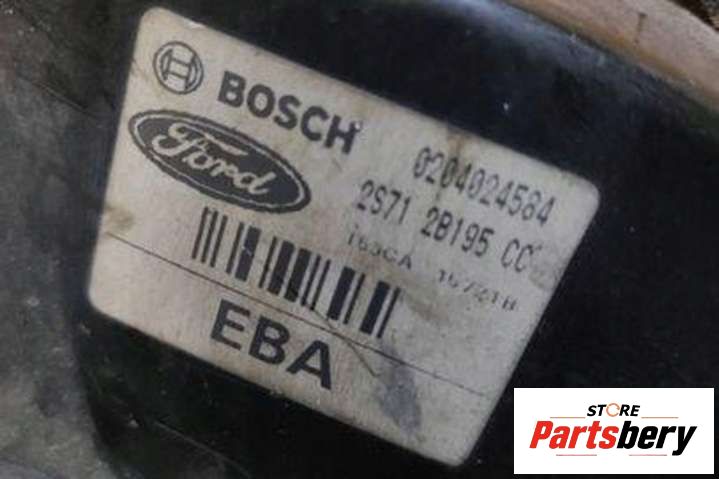 BOSCH
Ford
0204024584
2S71 2B195 CC
EBA
STORE
Partsbery